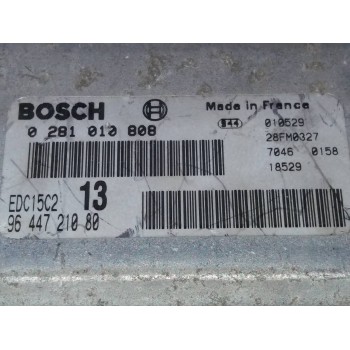 BOSCH
Made in France
0 281 010 808
944 010529
28FM0327
7046 0158
18529
EDC15C2 13
96 447 210 80